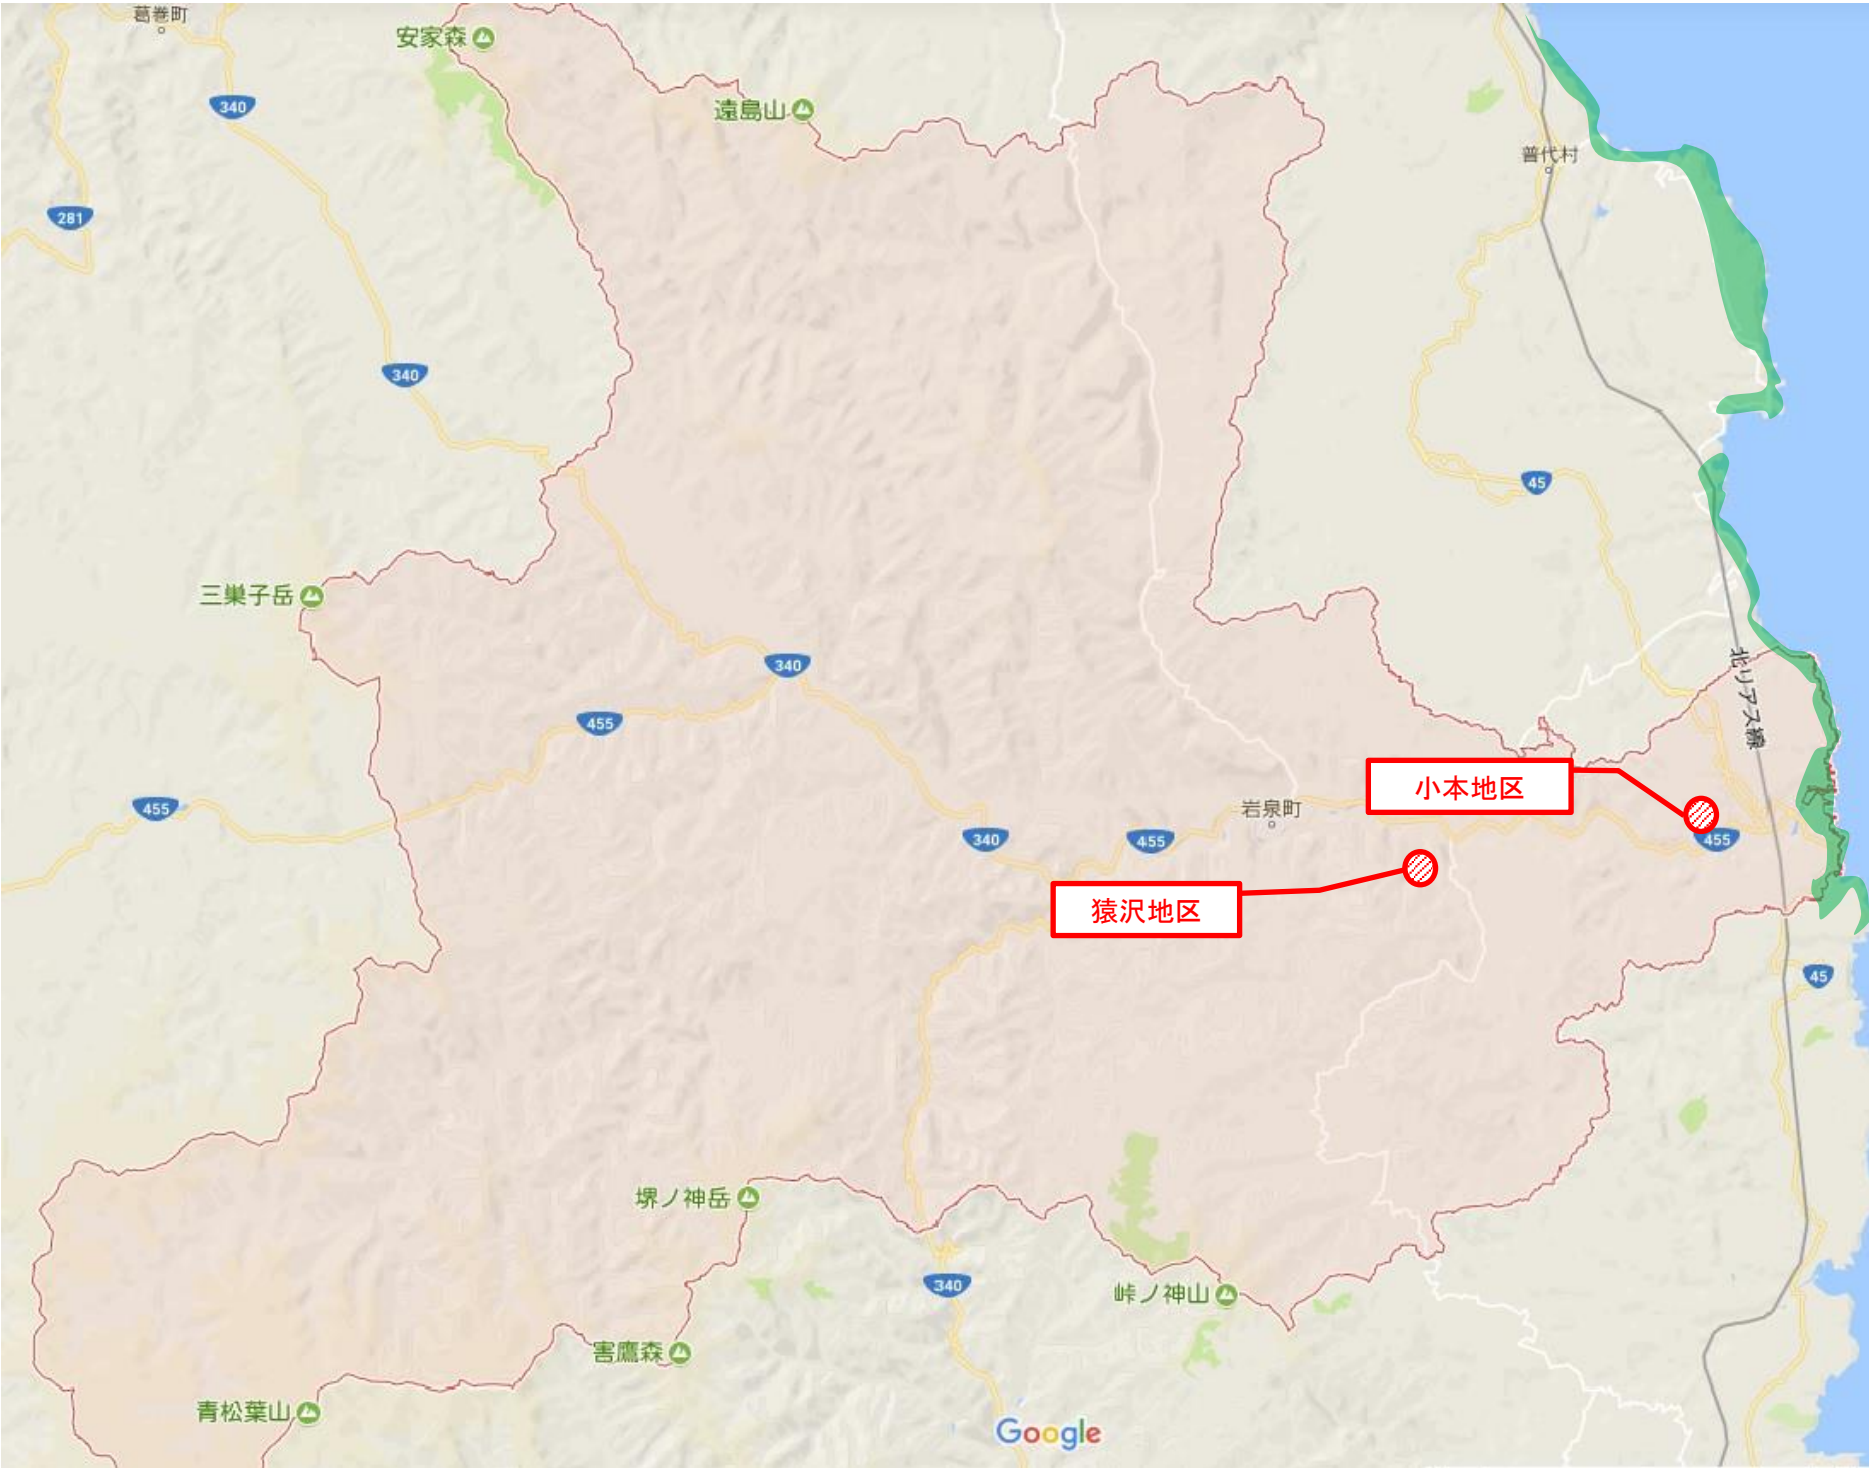 葛巻町
安家森
340
遠島山
普代村
281
340
45
三巣子岳
340
北リアス線
455
小本地区
455
岩泉町
340
455
455
猿沢地区
45
堺ノ神岳
340
峠ノ神山
害鷹森
青松葉山
Google